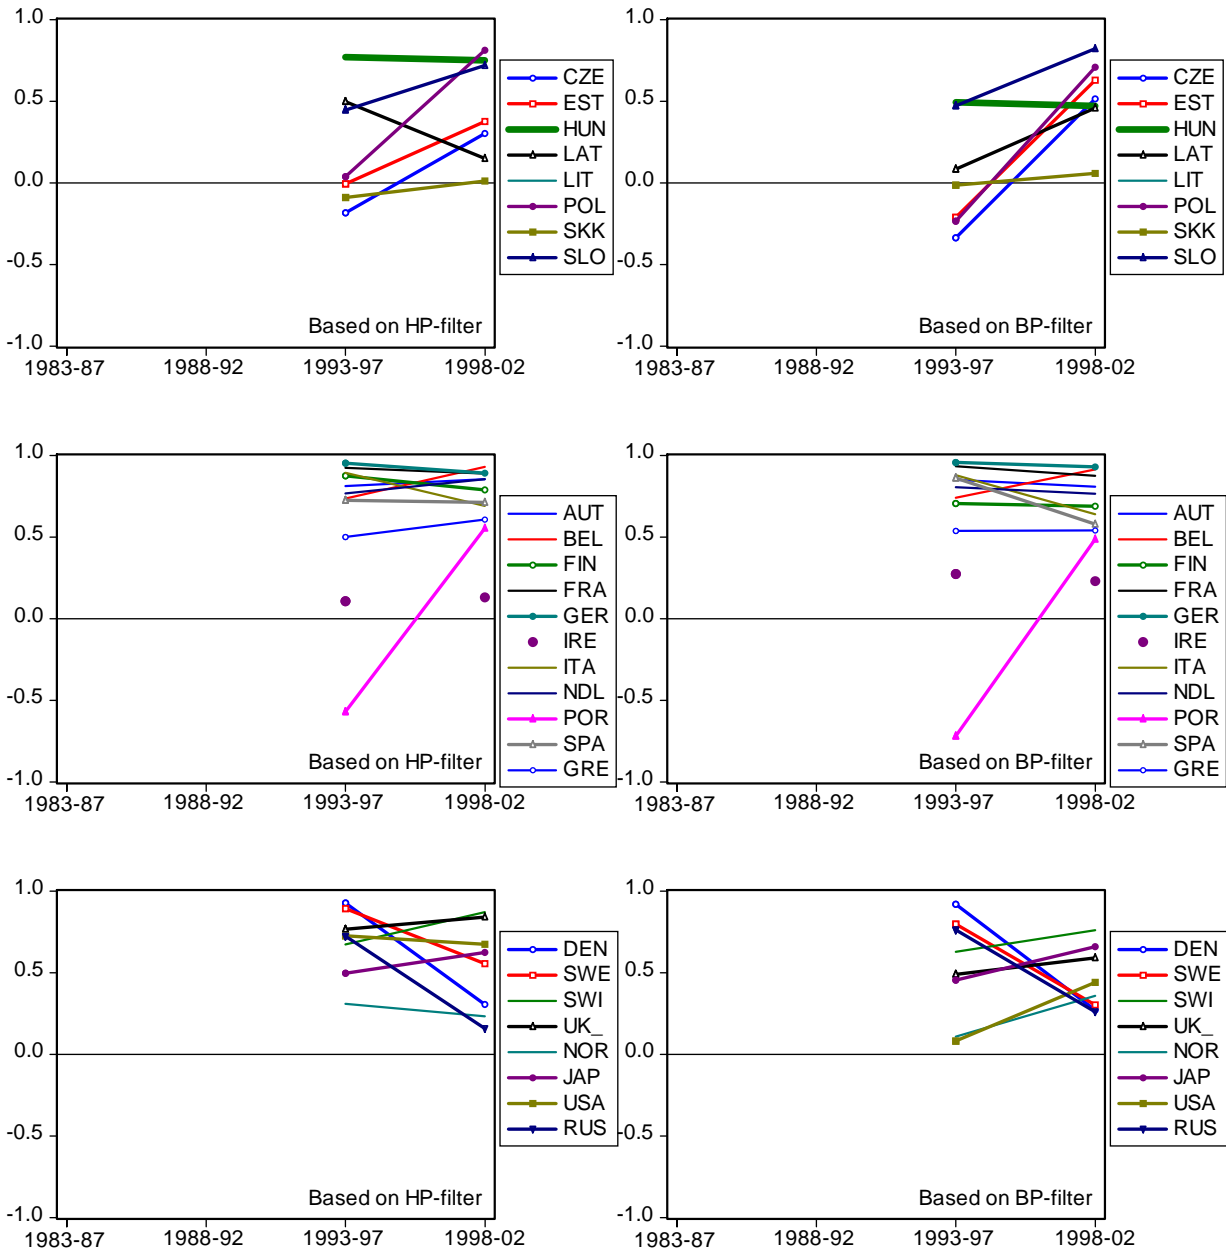 1.0
0.5
0.0
-0.5
-1.0
1983-87 1988-92 1993-97 1998-02
Based on HP-filter
CZE
EST
HUN
LAT
LIT
POL
SKK
SLO
1.0
0.5
0.0
-0.5
-1.0
1983-87 1988-92 1993-97 1998-02
Based on BP-filter
CZE
EST
HUN
LAT
LIT
POL
SKK
SLO
1.0
0.5
0.0
-0.5
-1.0
1983-87 1988-92 1993-97 1998-02
Based on HP-filter
AUT
BEL
FIN
FRA
GER
IRE
ITA
NDL
POR
SPA
GRE
1.0
0.5
0.0
-0.5
-1.0
1983-87 1988-92 1993-97 1998-02
Based on BP-filter
AUT
BEL
FIN
FRA
GER
IRE
ITA
NDL
POR
SPA
GRE
1.0
0.5
0.0
-0.5
-1.0
1983-87 1988-92 1993-97 1998-02
Based on HP-filter
DEN
SWE
SWI
UK_
NOR
JAP
USA
RUS
1.0
0.5
0.0
-0.5
-1.0
1983-87 1988-92 1993-97 1998-02
Based on BP-filter
DEN
SWE
SWI
UK_
NOR
JAP
USA
RUS